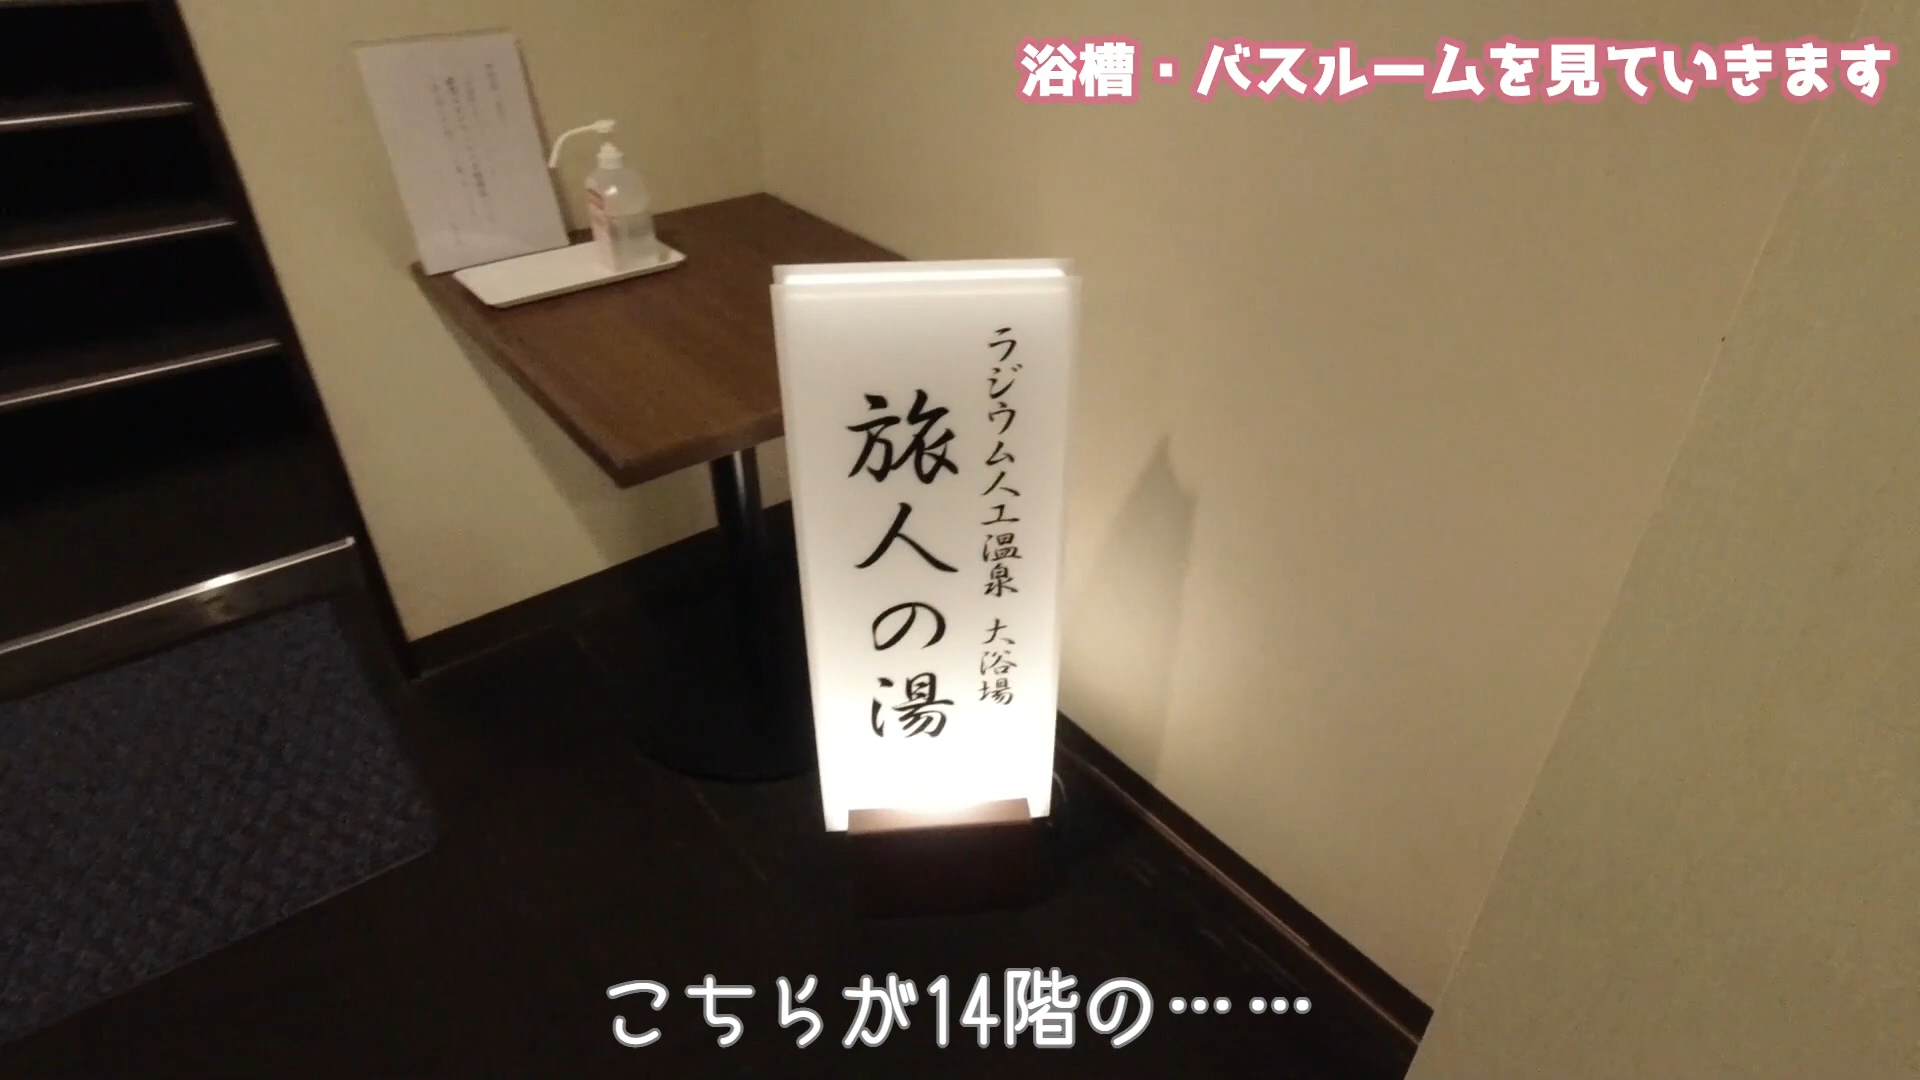 浴槽・バスルームを見ていきます
ラジウム人工温泉 大浴場
旅人の湯
こちらが14階の……